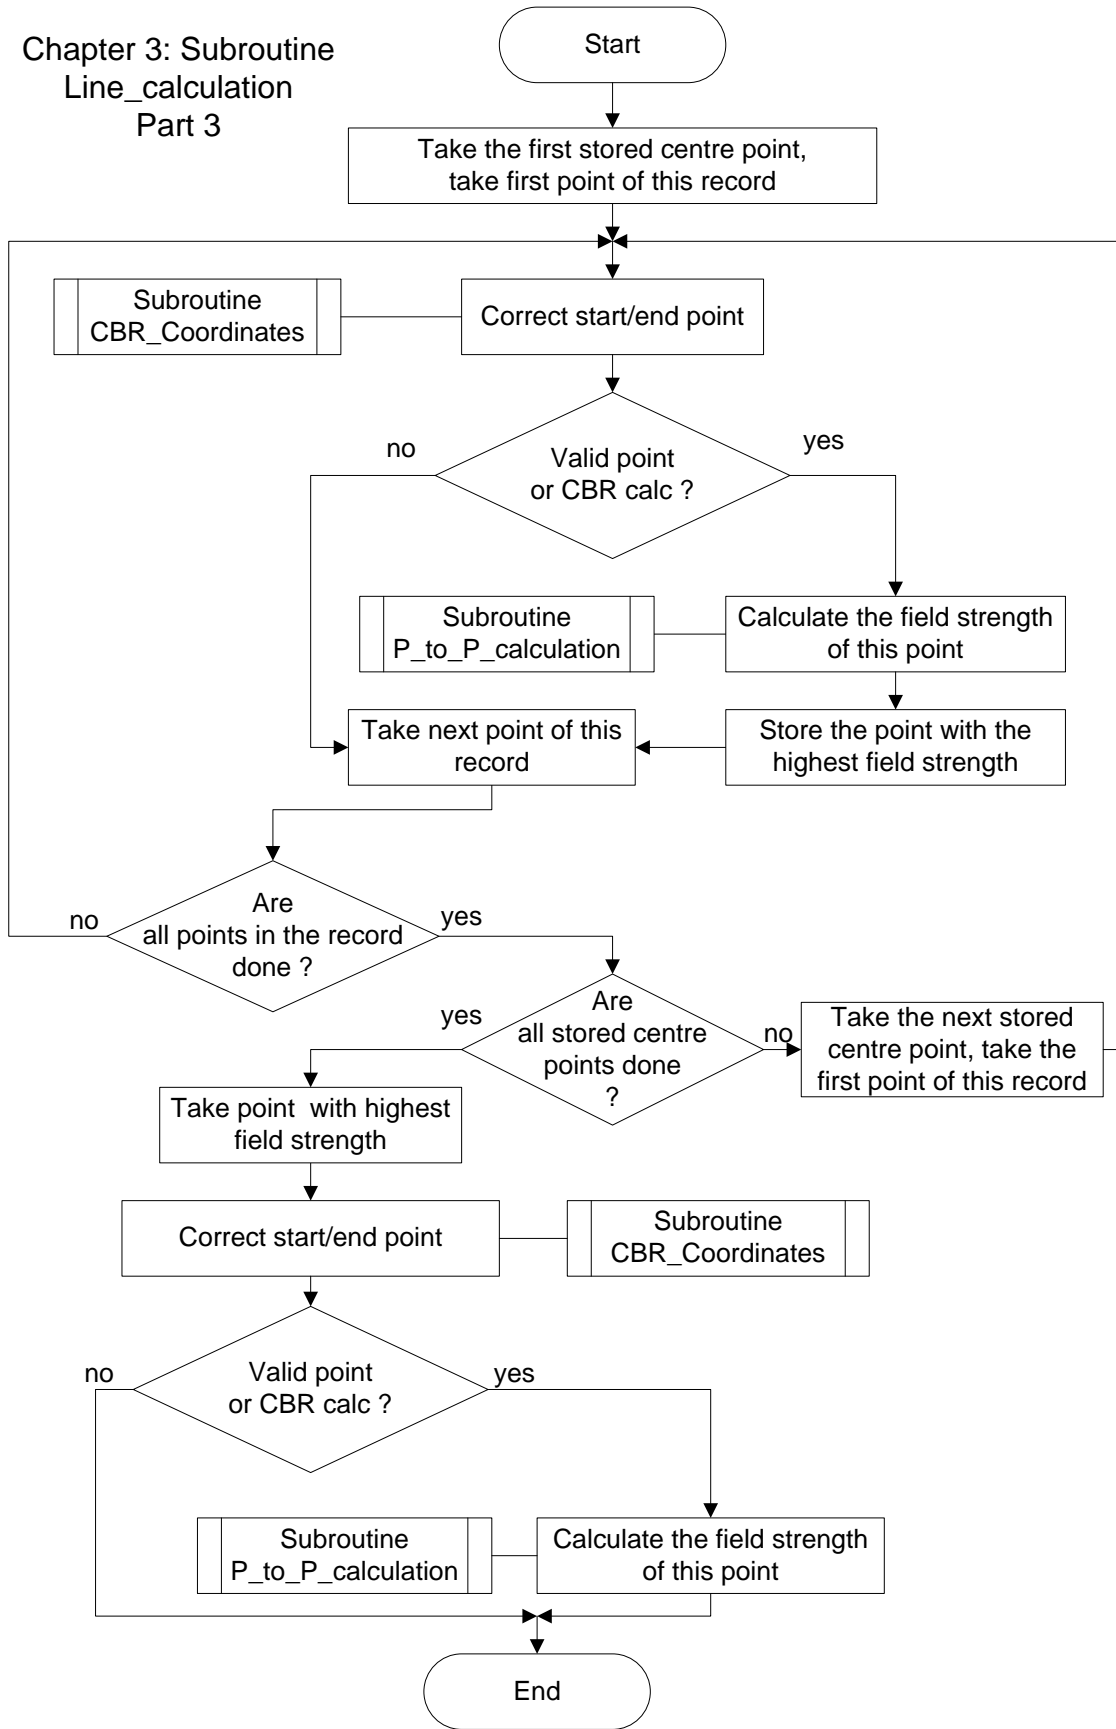 Chapter 3: Subroutine
Line_calculation
Part 3
Start
Take the first stored centre point,
take first point of this record
Subroutine
CBR_Coordinates
Correct start/end point
no
Valid point
or CBR calc ?
yes
Subroutine
P_to_P_calculation
Calculate the field strength
of this point
Take next point of this
record
Store the point with the
highest field strength
no
Are
all points in the record
done ?
yes
yes
Are
all stored centre
points done
?
no
Take the next stored
centre point, take the
first point of this record
Take point with highest
field strength
Correct start/end point
Subroutine
CBR_Coordinates
no
Valid point
or CBR calc ?
yes
Subroutine
P_to_P_calculation
Calculate the field strength
of this point
End